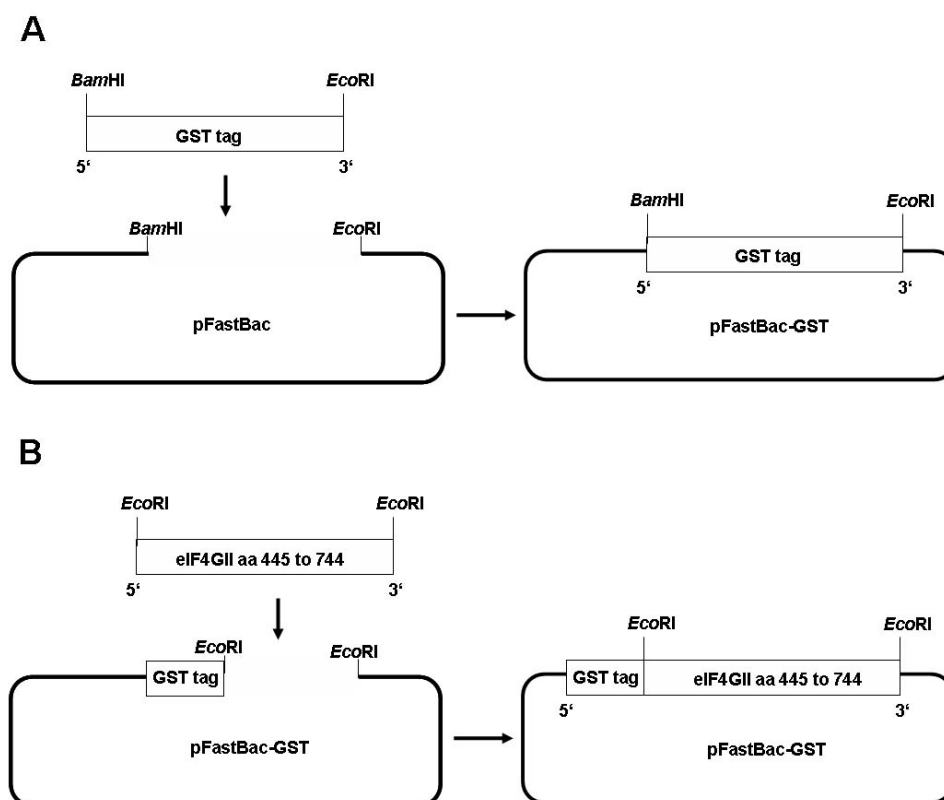 A
BamHI EcoRI
GST tag
5‘ 3‘
BamHI EcoRI
BamHI EcoRI
GST tag
5‘ 3‘
pFastBac
pFastBac-GST
B
EcoRI EcoRI
eIF4GII aa 445 to 744
5‘ 3‘
EcoRI EcoRI
GST tag
EcoRI EcoRI
GST tag eIF4GII aa 445 to 744
5‘ 3‘
pFastBac-GST
pFastBac-GST